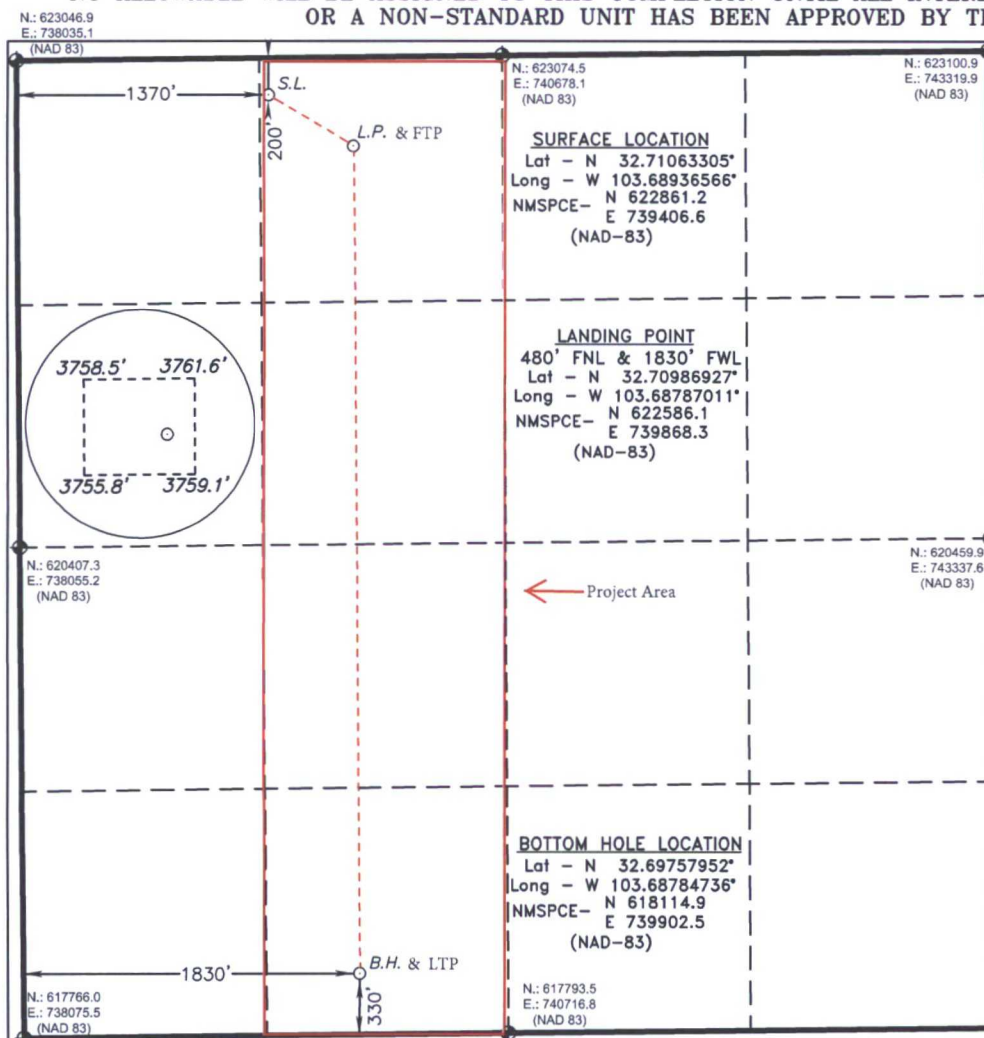 OR A NON-STANDARD UNIT HAS BEEN APPROVED BY
N.: 623046.9
E.: 738035.1
(NAD 83)
N.: 623074.5
E.: 740678.1
(NAD 83)
N.: 623100.9
E.: 743319.9
(NAD 83)
1370'
S.L.
200'
L.P. & FTP
SURFACE LOCATION
Lat - N 32.71063305°
Long - W 103.68936566°
NMSPCE- N 622861.2
E 739406.6
(NAD-83)
3758.5' 3761.6'
3755.8' 3759.1'
LANDING POINT
480' FNL & 1830' FWL
Lat - N 32.70986927°
Long - W 103.68787011°
NMSPCE- N 622586.1
E 739868.3
(NAD-83)
N.: 620407.3
E.: 738055.2
(NAD 83)
N.: 620459.9
E.: 743337.6
(NAD 83)
Project Area
BOTTOM HOLE LOCATION
Lat - N 32.69757952°
Long - W 103.68784736°
NMSPCE- N 618114.9
E 739902.5
(NAD-83)
B.H. & LTP
1830'
330'
N.: 617766.0
E.: 738075.5
(NAD 83)
N.: 617793.5
E.: 740716.8
(NAD 83)